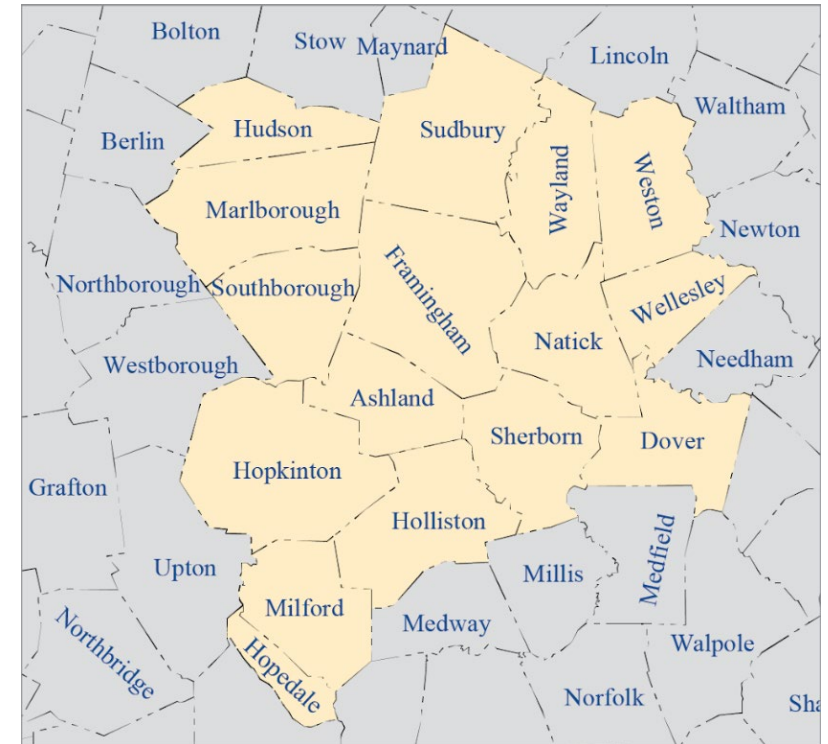 Bolton
Stow
Maynard
Lincoln
Waltham
Berlin
Hudson
Sudbury
Wayland
Weston
Marlborough
Newton
Northborough
Southborough
Framingham
Wellesley
Natick
Westborough
Needham
Ashland
Sherborn
Dover
Hopkinton
Grafton
Holliston
Upton
Millis
Medfield
Milford
Medway
Walpole
Northbridge
Hopedale
Norfolk
Sha